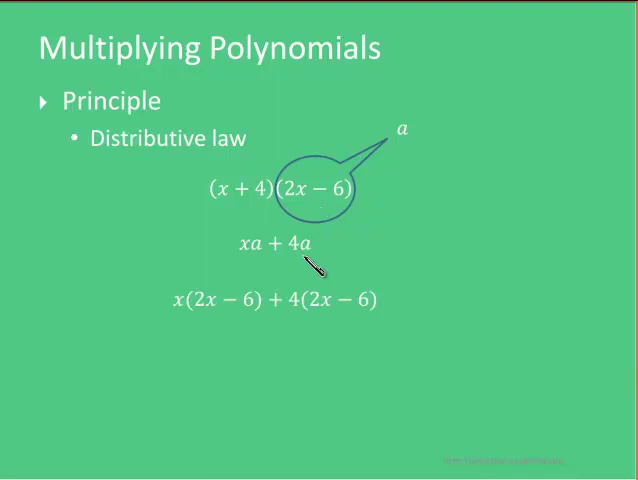 Multiplying Polynomials
Principle
• Distributive law
a
(x + 4)(2x − 6)
xa + 4a
x(2x − 6) + 4(2x − 6)